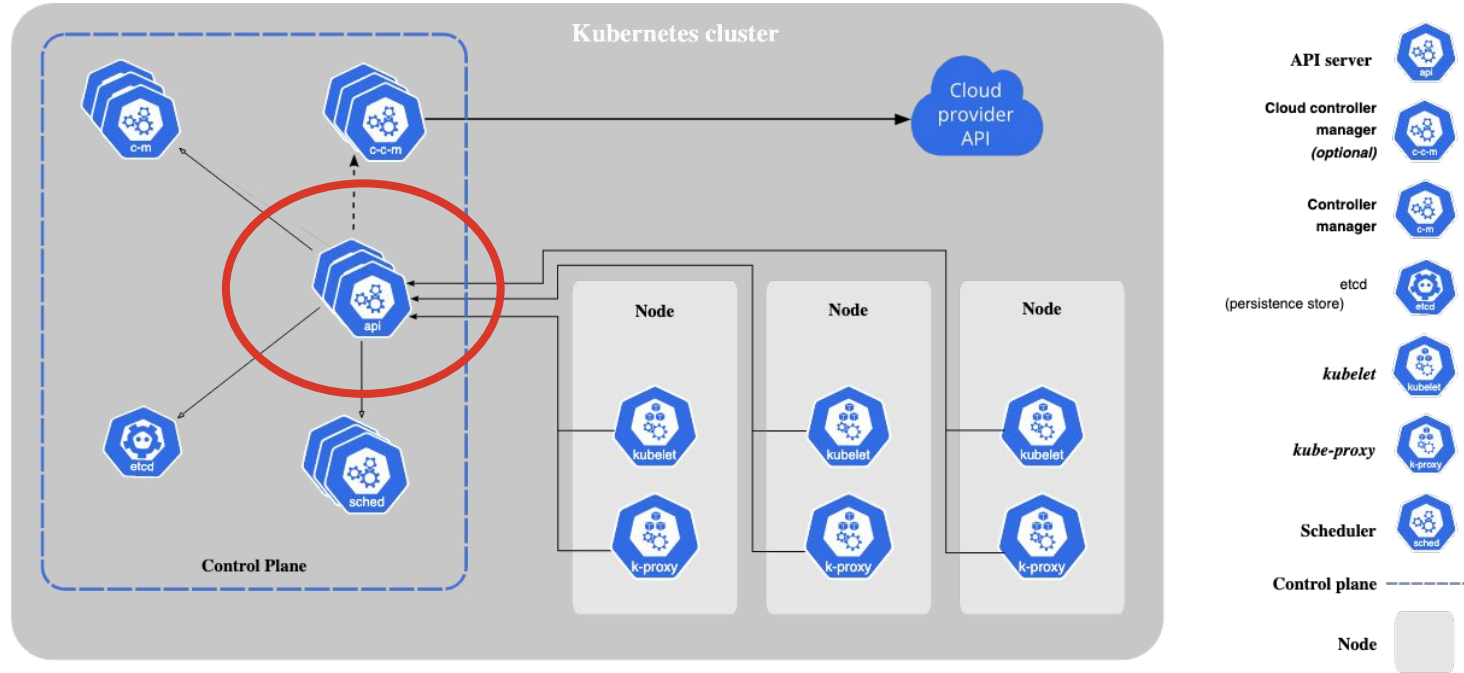 Kubernetes cluster
c-m
c-c-m
Cloud
provider
API
api
Node
Node
Node
etcd
sched
kubelet
kubelet
kubelet
k-proxy
k-proxy
k-proxy
Control Plane
API server
api
Cloud controller
manager
(optional)
c-c-m
Controller
manager
c-m
etcd
(persistence store)
etcd
kubelet
kubelet
kube-proxy
k-proxy
Scheduler
sched
Control plane
Node